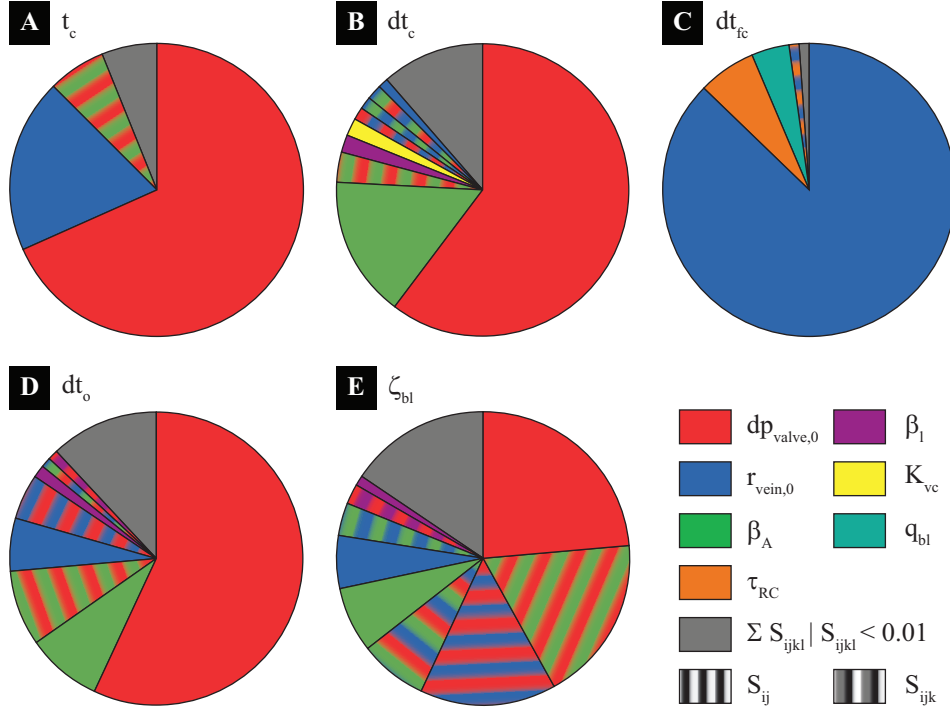 A t_c B dt_c C dt_fc
D dt_o E ζ_bl
dp_valve,0 β_l
r_vein,0 K_vc
β_A q_bl
τ_RC
Σ S_ijkl | S_ijkl < 0.01
S_ij S_ijk